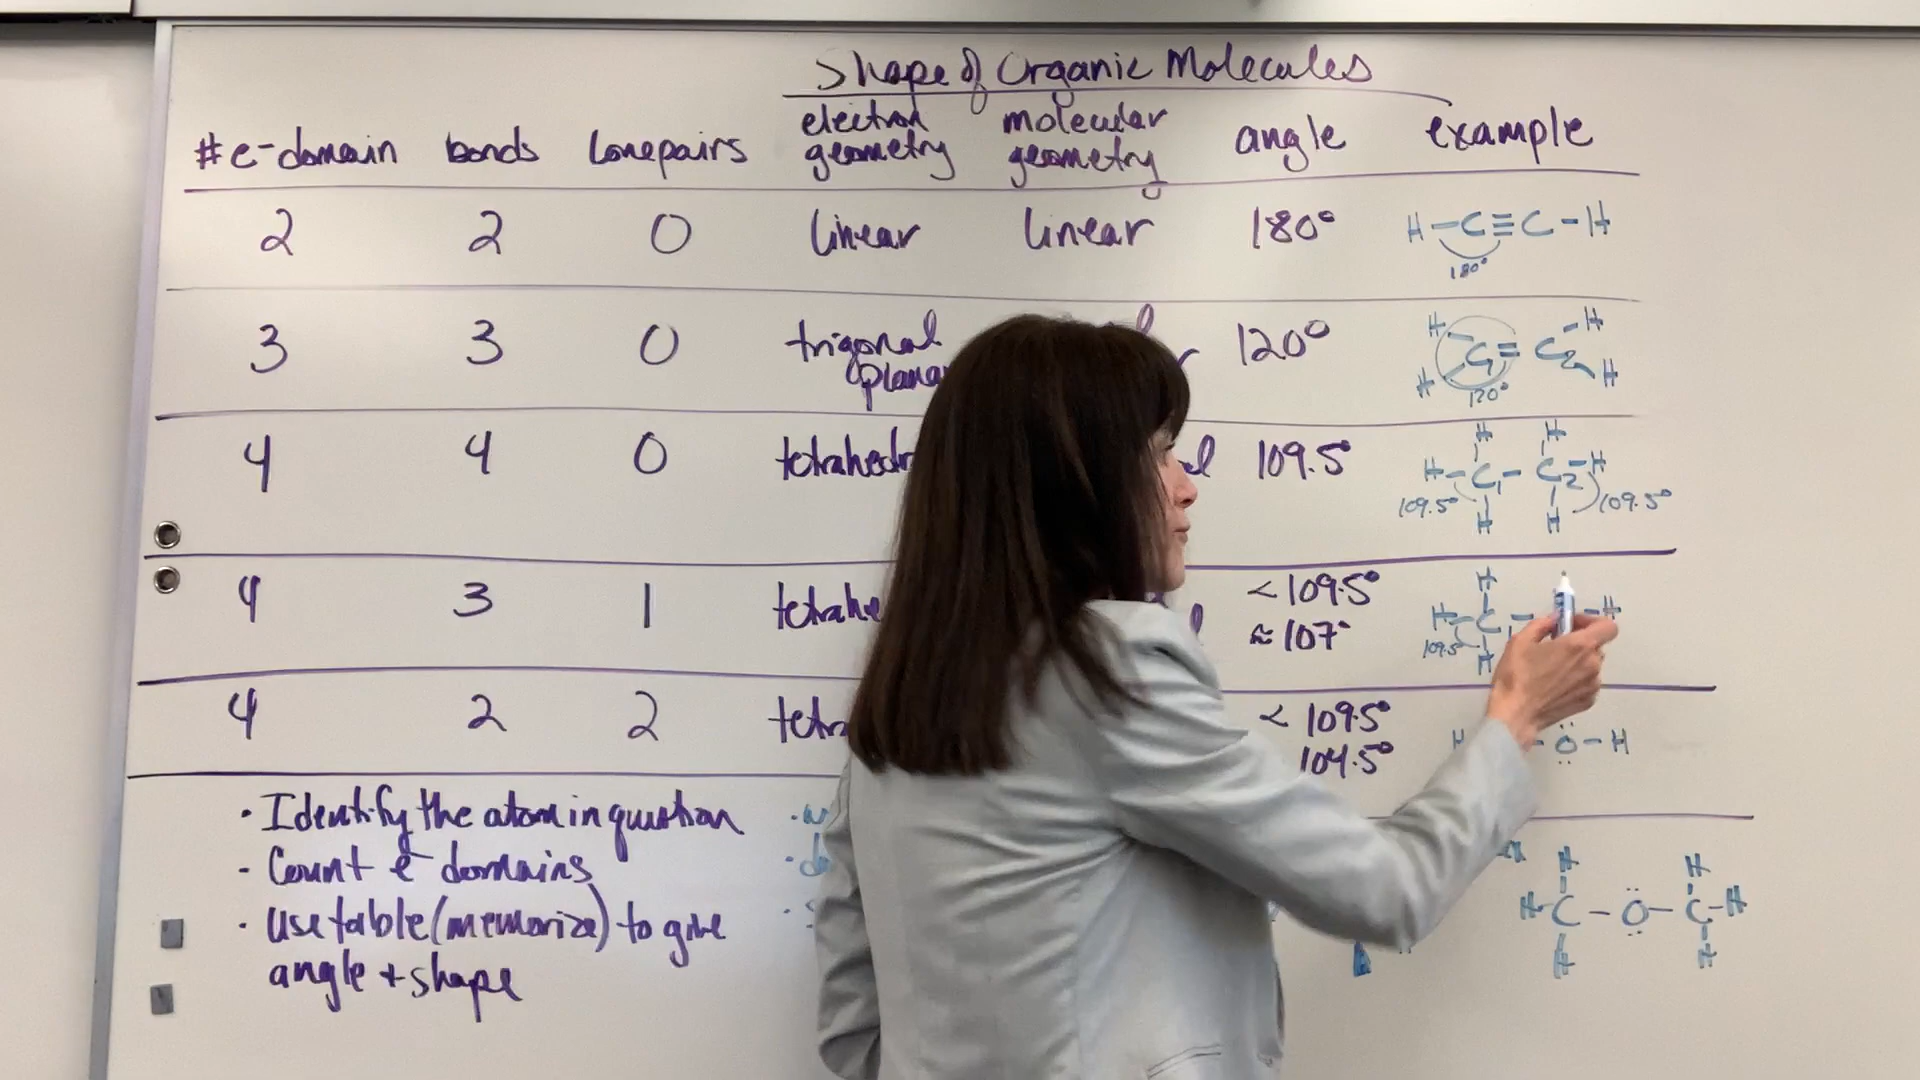 Shape of Organic Molecules
#e-domain bonds lonepairs electron geometry molecular geometry angle example
2 2 0 linear linear 180° H-C≡C-H
180°
3 3 0 trigonal 120°
H H
C = C
H H
120°
4 4 0 109.5°
H H
H-C1-C2-H
109.5° 109.5°
H H
4 3 1 <109.5°
≈107°
H
H-C- -H
109.5°
H
4 2 2 <109.5°
104.5°
H -O-H
• Identify the atom in question
- Count e- domains
• Use table (memorize) to give
angle + shape
H H
H-C-O-C-H
H H